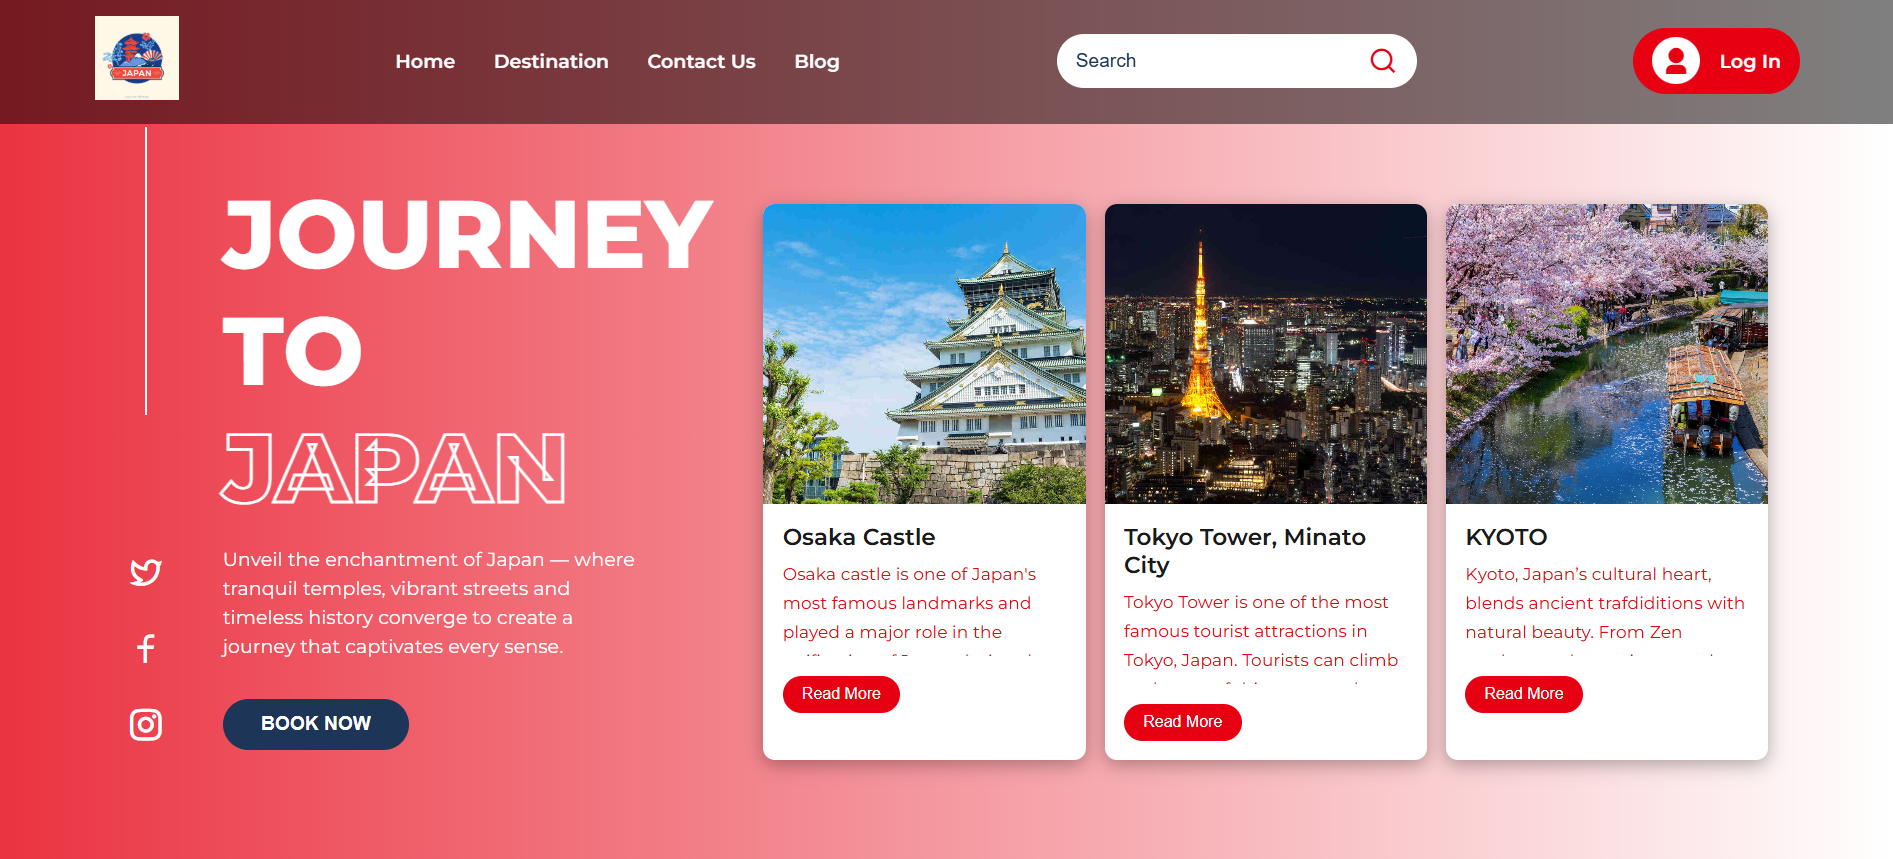 JAPAN
Home Destination Contact Us Blog
Search
Log In
JOURNEY
TO
JAPAN
Unveil the enchantment of Japan — where
tranquil temples, vibrant streets and
timeless history converge to create a
journey that captivates every sense.
BOOK NOW
Osaka Castle
Osaka castle is one of Japan's
most famous landmarks and
played a major role in the
Read More
Tokyo Tower, Minato
City
Tokyo Tower is one of the most
famous tourist attractions in
Tokyo, Japan. Tourists can climb
Read More
KYOTO
Kyoto, Japan’s cultural heart,
blends ancient trafdiditions with
natural beauty. From Zen
Read More